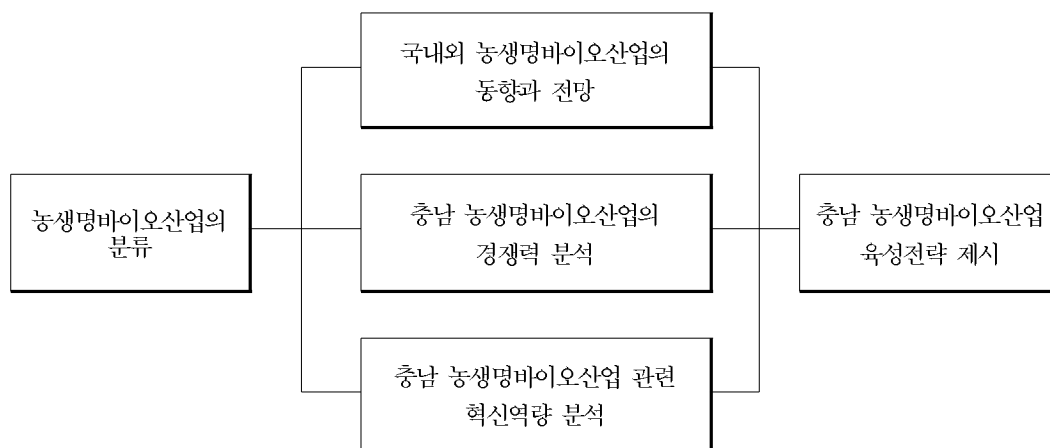 국내외 농생명바이오산업의
동향과 전망
농생명바이오산업의
분류
충남 농생명바이오산업의
경쟁력 분석
충남 농생명바이오산업
육성전략 제시
충남 농생명바이오산업 관련
혁신역량 분석